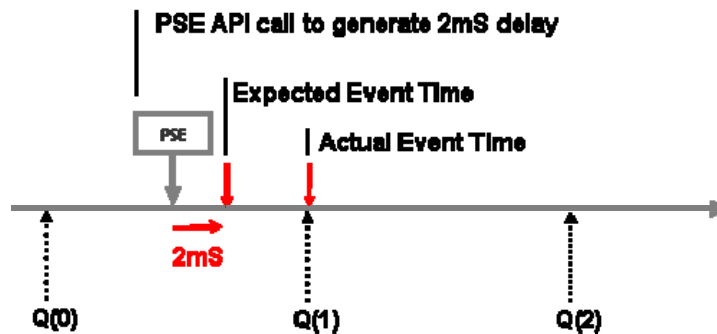 PSE API call to generate 2mS delay
Expected Event Time
PSE
Actual Event Time
2mS
Q(0)
Q(1)
Q(2)